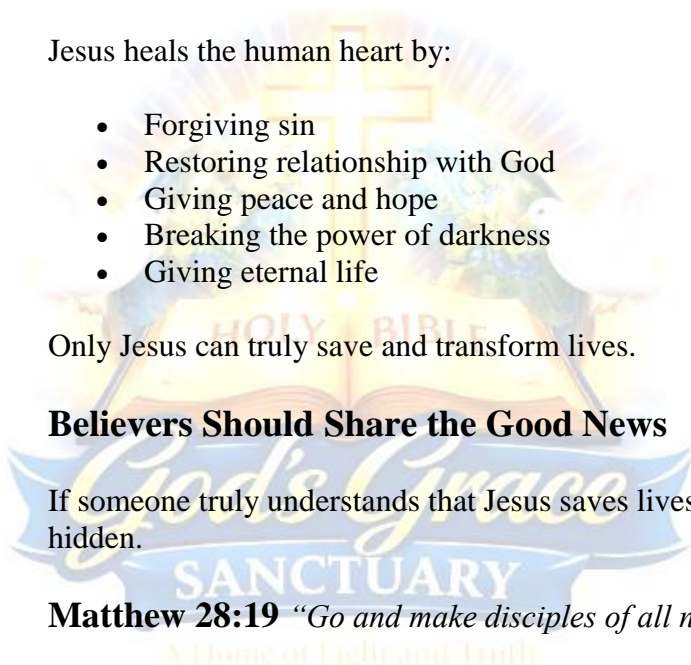 Jesus heals the human heart by:
• Forgiving sin
• Restoring relationship with God
• Giving peace and hope
• Breaking the power of darkness
• Giving eternal life
HOLY BIBLE
Only Jesus can truly save and transform lives.
Believers Should Share the Good News
God's Grace
If someone truly understands that Jesus saves lives
hidden.
SANCTUARY
Matthew 28:19 “Go and make disciples of all n
A Home of Light and Truth